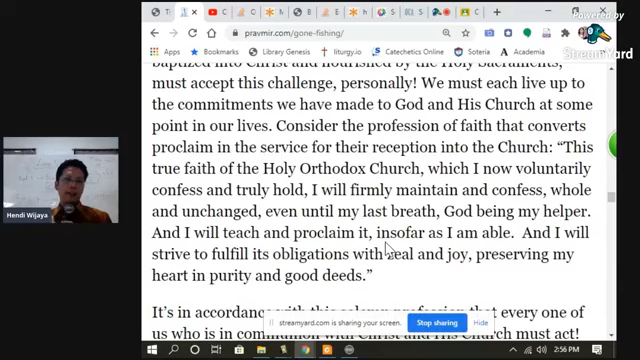 Powered by
StreamYard
pravmir.com/gone-fishing/
Apps
Bookmarks
Outlook
Library Genesis
liturgy.io
Catechetics Online
Scribd
Academia
baptized into Christ and nourished by the Holy Sacraments,
must accept this challenge, personally! We must each live up to
the commitments we have made to God and His Church at some
point in our lives. Consider the profession of faith that converts
proclaim in the service for their reception into the Church: “This
true faith of the Holy Orthodox Church, which I now voluntarily
confess and truly hold, I will firmly maintain and confess, whole
and unchanged, even until my last breath, God being my helper.
And I will teach and proclaim it, insofar as I am able. And I will
strive to fulfill its obligations with zeal and joy, preserving my
heart in purity and good deeds.”
It’s in accordance with this solemn profession that every one of
us who is in communion with Christ and His Church must act!
streamyard.com is sharing your screen.
Stop sharing
Hide
Hendi Wijaya
2:56 PM